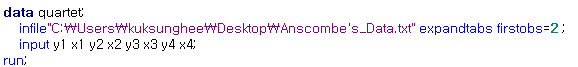 data quartet;
infile"C:₩Users₩kuksunghee₩Desktop₩Anscombe's_Data.txt" expandtabs firstobs=2 ;
input y1 x1 y2 x2 y3 x3 y4 x4;
run;